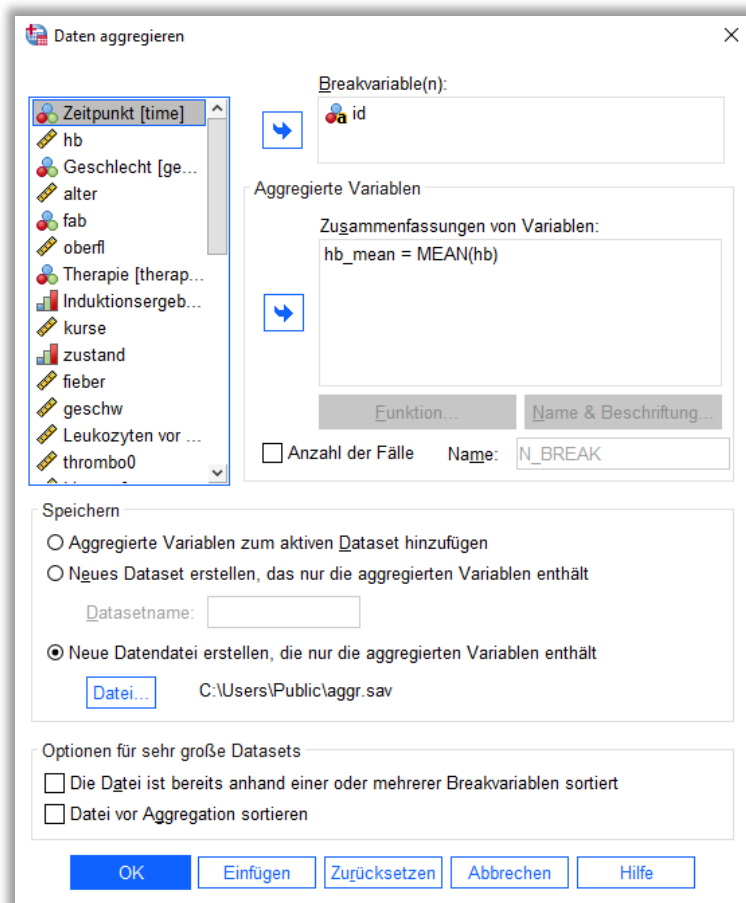 Daten aggregieren
Breakvariable(n):
Zeitpunkt [time]
hb
Geschlecht [ge...
alter
fab
oberfl
Therapie [therap...
Induktionsergeb...
kurse
zustand
fieber
geschw
Leukozyten vor ...
thrombo0
a id
Aggregierte Variablen
Zusammenfassungen von Variablen:
hb_mean = MEAN(hb)
Funktion... Name & Beschriftung...
Anzahl der Fälle Name: N_BREAK
Speichern
Aggregierte Variablen zum aktiven Dataset hinzufügen
Neues Dataset erstellen, das nur die aggregierten Variablen enthält
Datasetname:
Neue Datendatei erstellen, die nur die aggregierten Variablen enthält
Datei... C:\Users\Public\aggr.sav
Optionen für sehr große Datasets
Die Datei ist bereits anhand einer oder mehrerer Breakvariablen sortiert
Datei vor Aggregation sortieren
OK Einfügen Zurücksetzen Abbrechen Hilfe